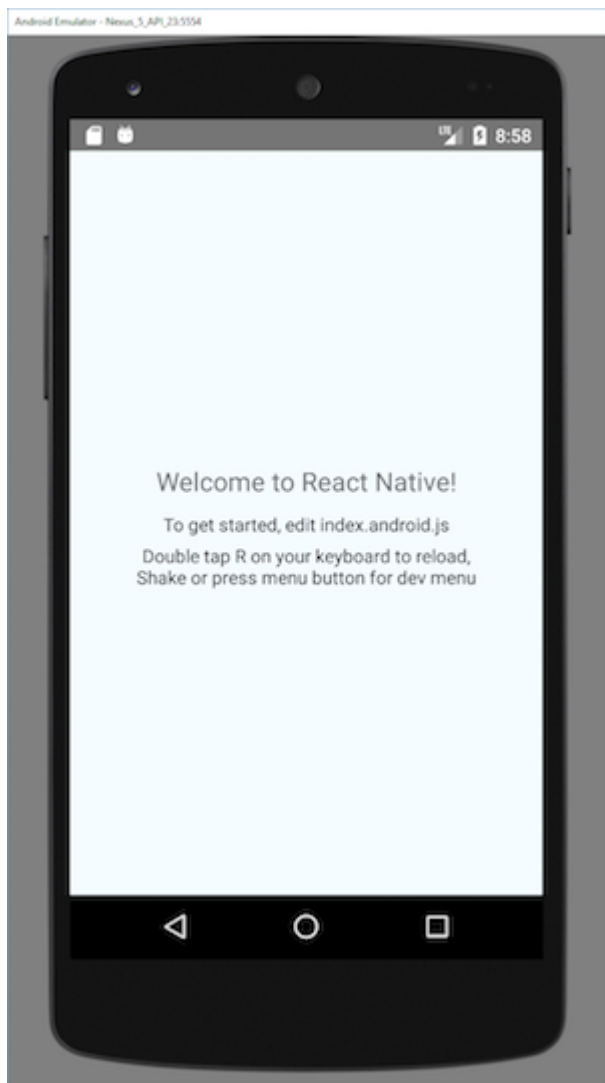 Android Emulator - Nexus_5_API_23:5554
LTE 8:58
Welcome to React Native!
To get started, edit index.android.js
Double tap R on your keyboard to reload,
Shake or press menu button for dev menu